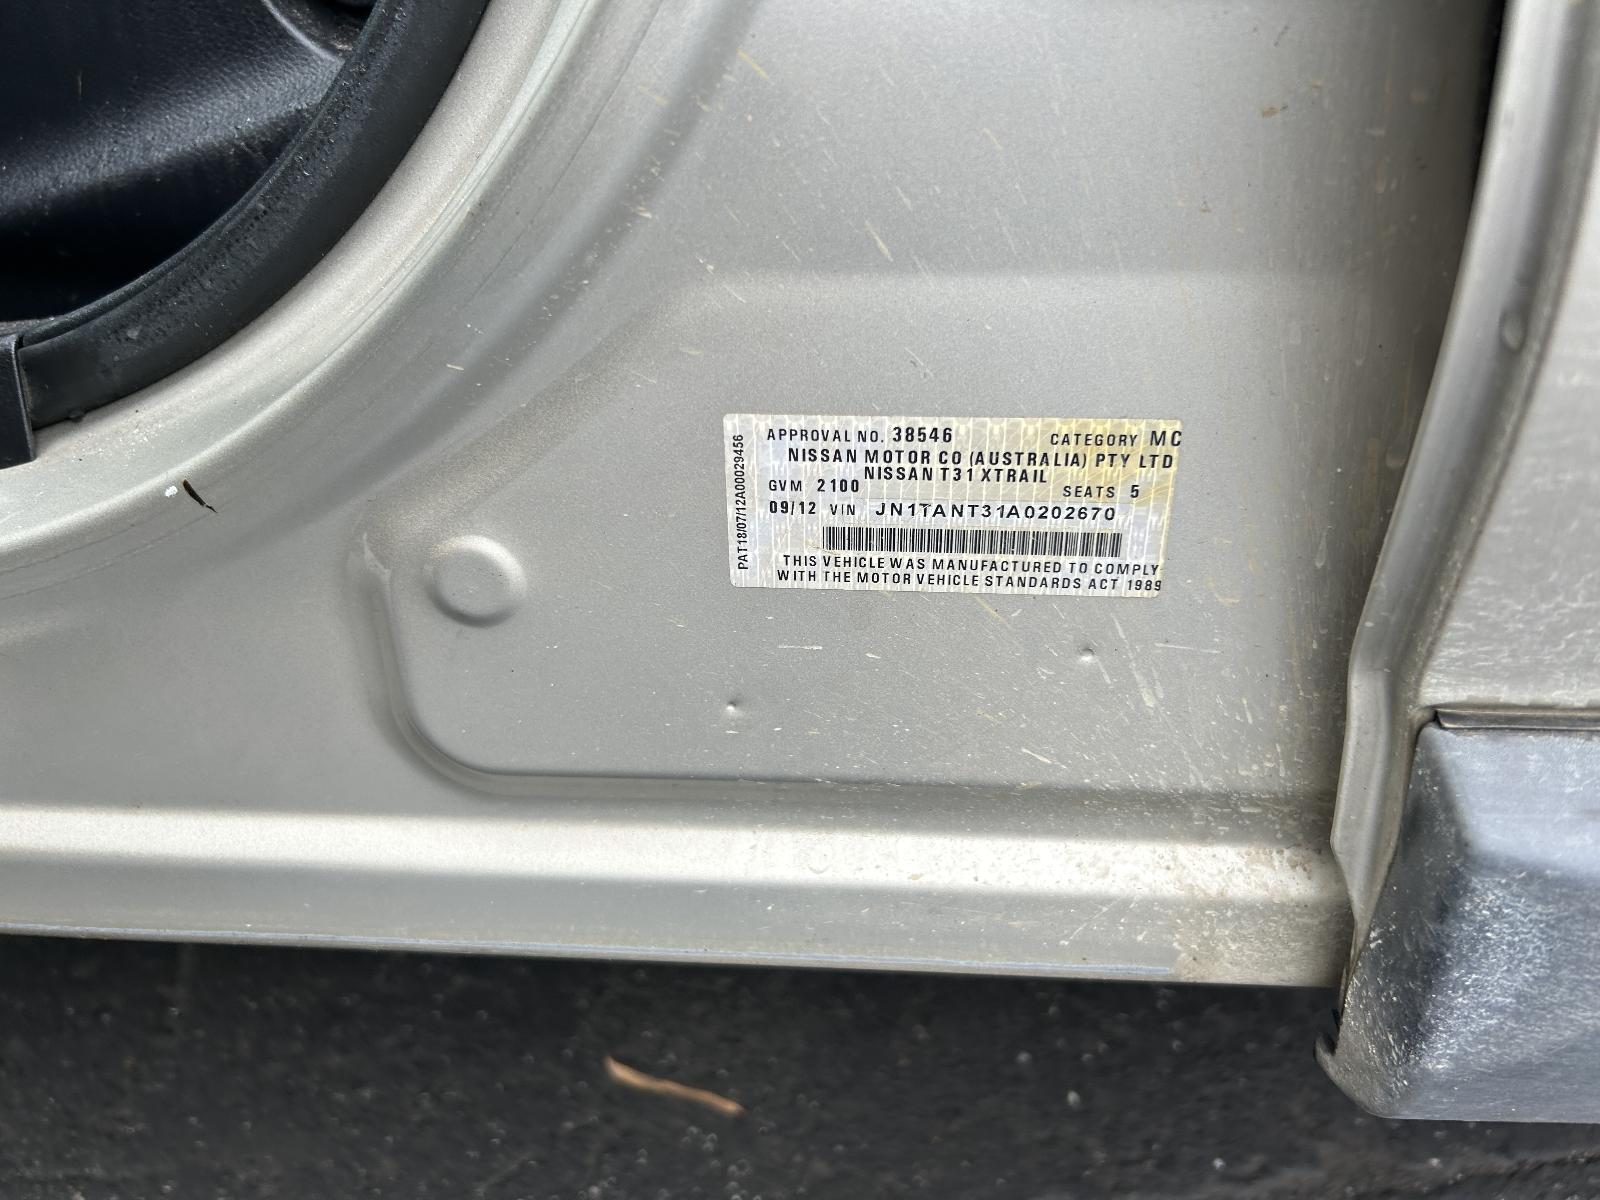 APPROVAL NO. 38546 CATEGORY MC
NISSAN MOTOR CO (AUSTRALIA) PTY LTD
NISSAN T31 XTRAIL
GVM 2100 SEATS 5
09/12 VIN JN1TANT31A0202670
THIS VEHICLE WAS MANUFACTURED TO COMPLY
WITH THE MOTOR VEHICLE STANDARDS ACT 1989
PAT18/07/12A00029456